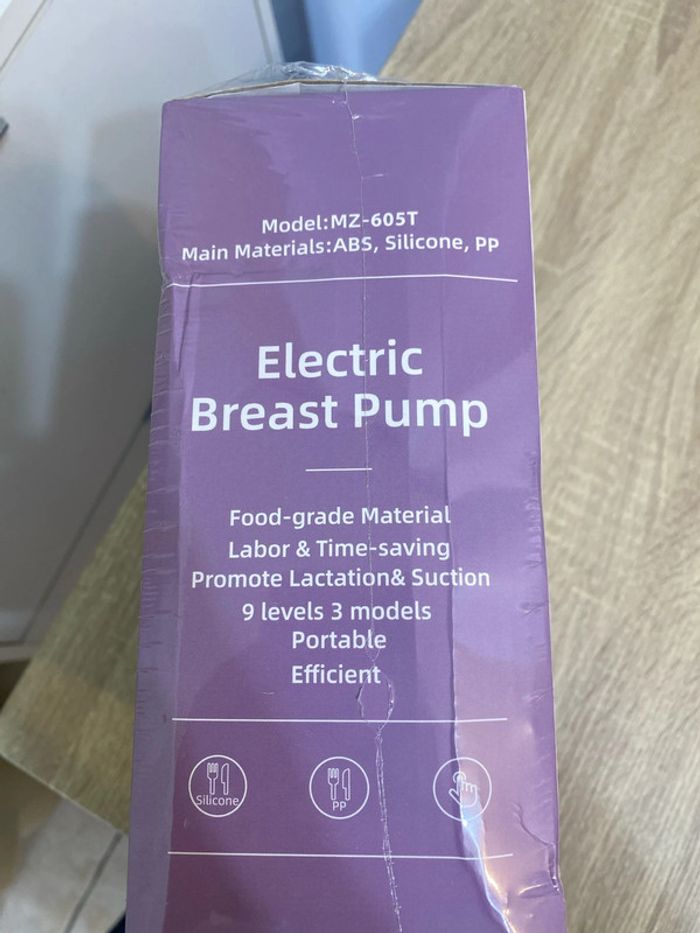 Model:MZ-605T
Main Materials:ABS, Silicone, PP
Electric
Breast Pump
Food-grade Material
Labor & Time-saving
Promote Lactation& Suction
9 levels 3 models
Portable
Efficient
Silicone
PP